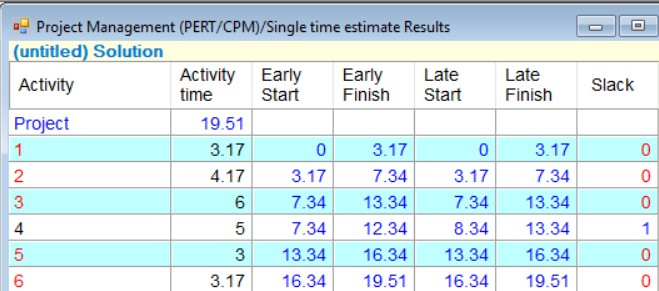 Project Management (PERT/CPM)/Single time estimate Results
(untitled) Solution
Activity Activity time Early Start Early Finish Late Start Late Finish Slack
Project 19.51
1 3.17 0 3.17 0 3.17 0
2 4.17 3.17 7.34 3.17 7.34 0
3 6 7.34 13.34 7.34 13.34 0
4 5 7.34 12.34 8.34 13.34 1
5 3 13.34 16.34 13.34 16.34 0
6 3.17 16.34 19.51 16.34 19.51 0